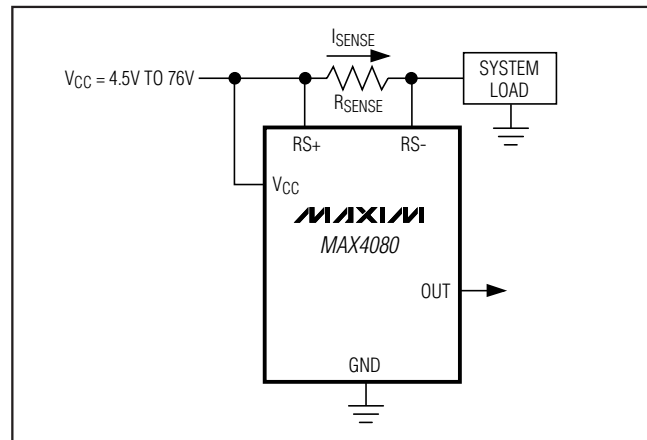 ISENSE
VCC = 4.5V TO 76V
RSENSE
SYSTEM
LOAD
RS+
RS-
VCC
MAXIM
MAX4080
OUT
GND